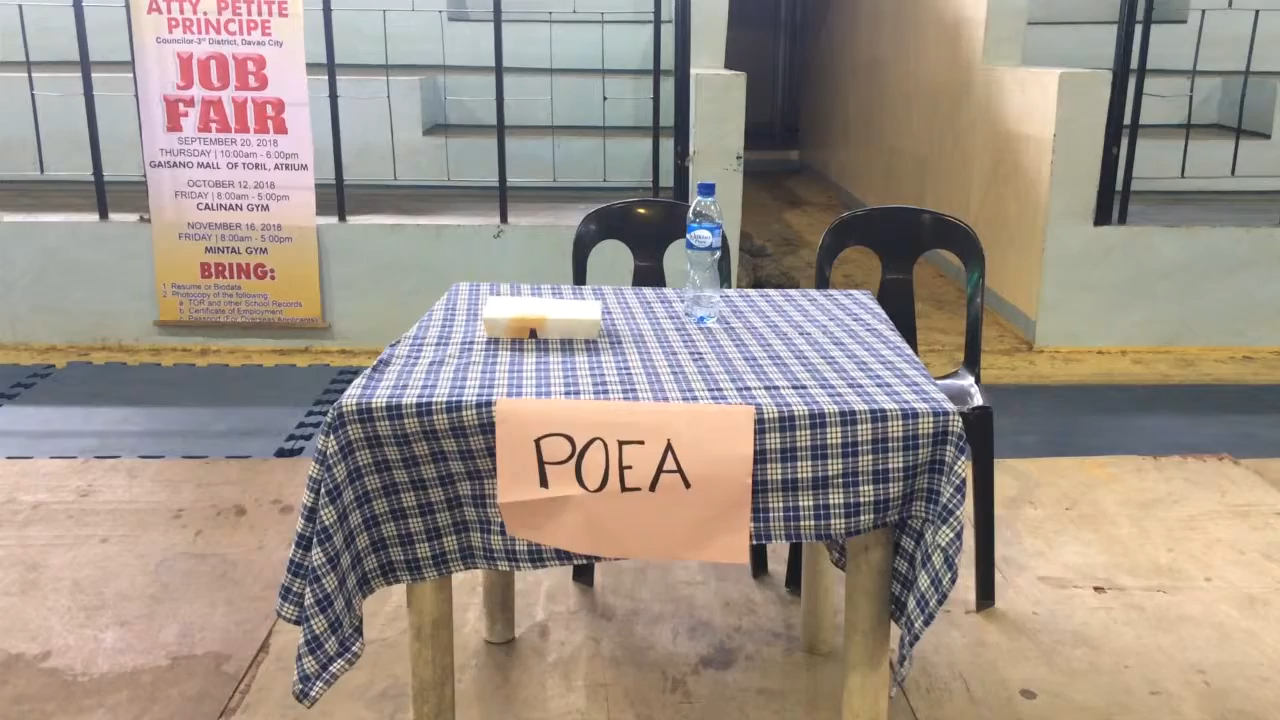 ATTY. PETITE
PRINCIPE
Councilor-3rd District, Davao City
JOB
FAIR
SEPTEMBER 20, 2018
THURSDAY | 10:00am - 6:00pm
GAISANO MALL OF TORIL, ATRIUM
OCTOBER 12, 2018
FRIDAY | 8:00am - 5:00pm
CALINAN GYM
NOVEMBER 16, 2018
FRIDAY | 8:00am - 5:00pm
MINTAL GYM
BRING:
1. Resume or Biodata
2. Photocopy of the following
a. TOR and other School Records
b. Certificate of Employment
c. Passport (For Overseas Applicants)
POEA